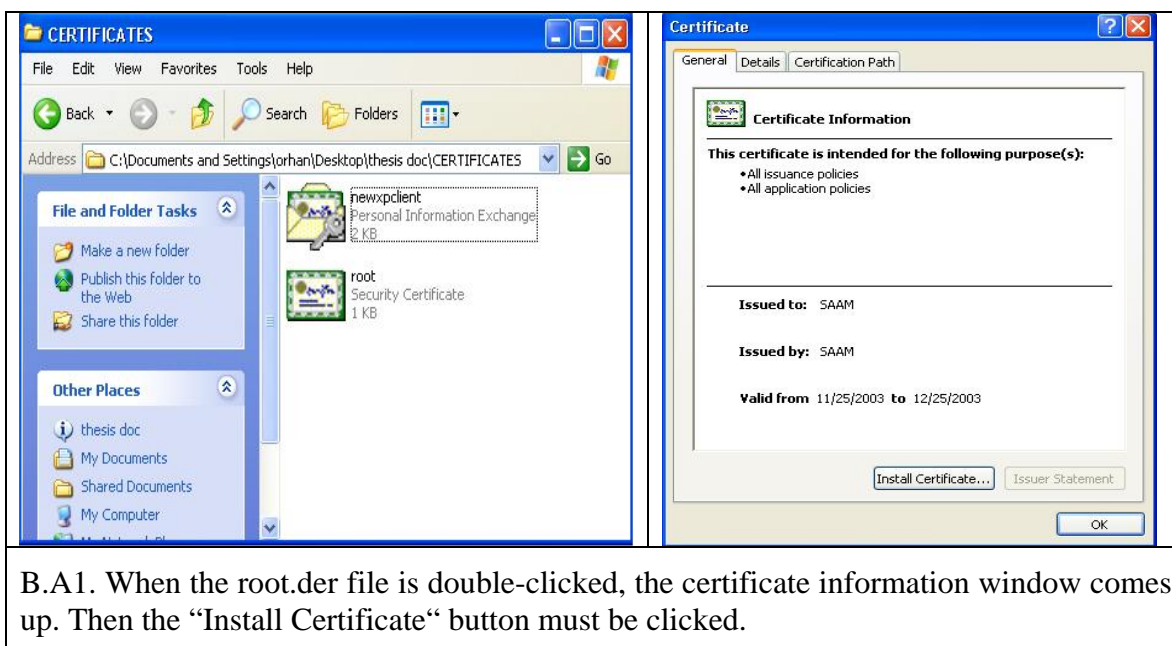 CERTIFICATES
File Edit View Favorites Tools Help
Back Search Folders
Address C:\Documents and Settings\orhan\Desktop\thesis doc\CERTIFICATES Go
File and Folder Tasks
Make a new folder
Publish this folder to
the Web
Share this folder
Other Places
thesis doc
My Documents
Shared Documents
My Computer
newxpclient
Personal Information Exchange
2 KB
root
Security Certificate
1 KB
Certificate
General Details Certification Path
Certificate Information
This certificate is intended for the following purpose(s):
•All issuance policies
•All application policies
Issued to: SAAM
Issued by: SAAM
Valid from 11/25/2003 to 12/25/2003
Install Certificate... Issuer Statement
OK
B.A1. When the root.der file is double-clicked, the certificate information window comes
up. Then the “Install Certificate“ button must be clicked.